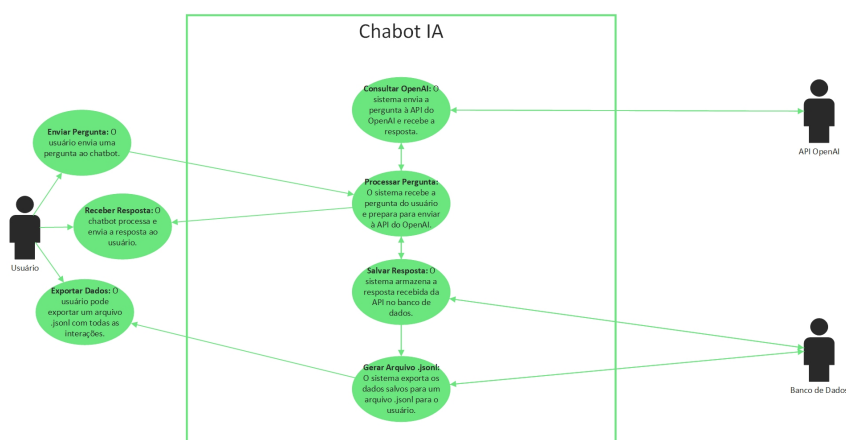 Chabot IA
Consultar OpenAI: O
sistema envia a
pergunta à API do
OpenAI e recebe a
resposta.
API OpenAI
Enviar Pergunta: O
usuário envia uma
pergunta ao chatbot.
Processar Pergunta:
O sistema recebe a
pergunta do usuário
e prepara para enviar
à API do OpenAI.
Receber Resposta: O
chatbot processa e
envia a resposta ao
usuário.
Usuário
Salvar Resposta: O
sistema armazena a
resposta recebida da
API no banco de
dados.
Exportar Dados: O
usuário pode
exportar um arquivo
.jsonl com todas as
interações.
Gerar Arquivo .jsonl:
O sistema exporta os
dados salvos para um
arquivo .jsonl para o
usuário.
Banco de Dados